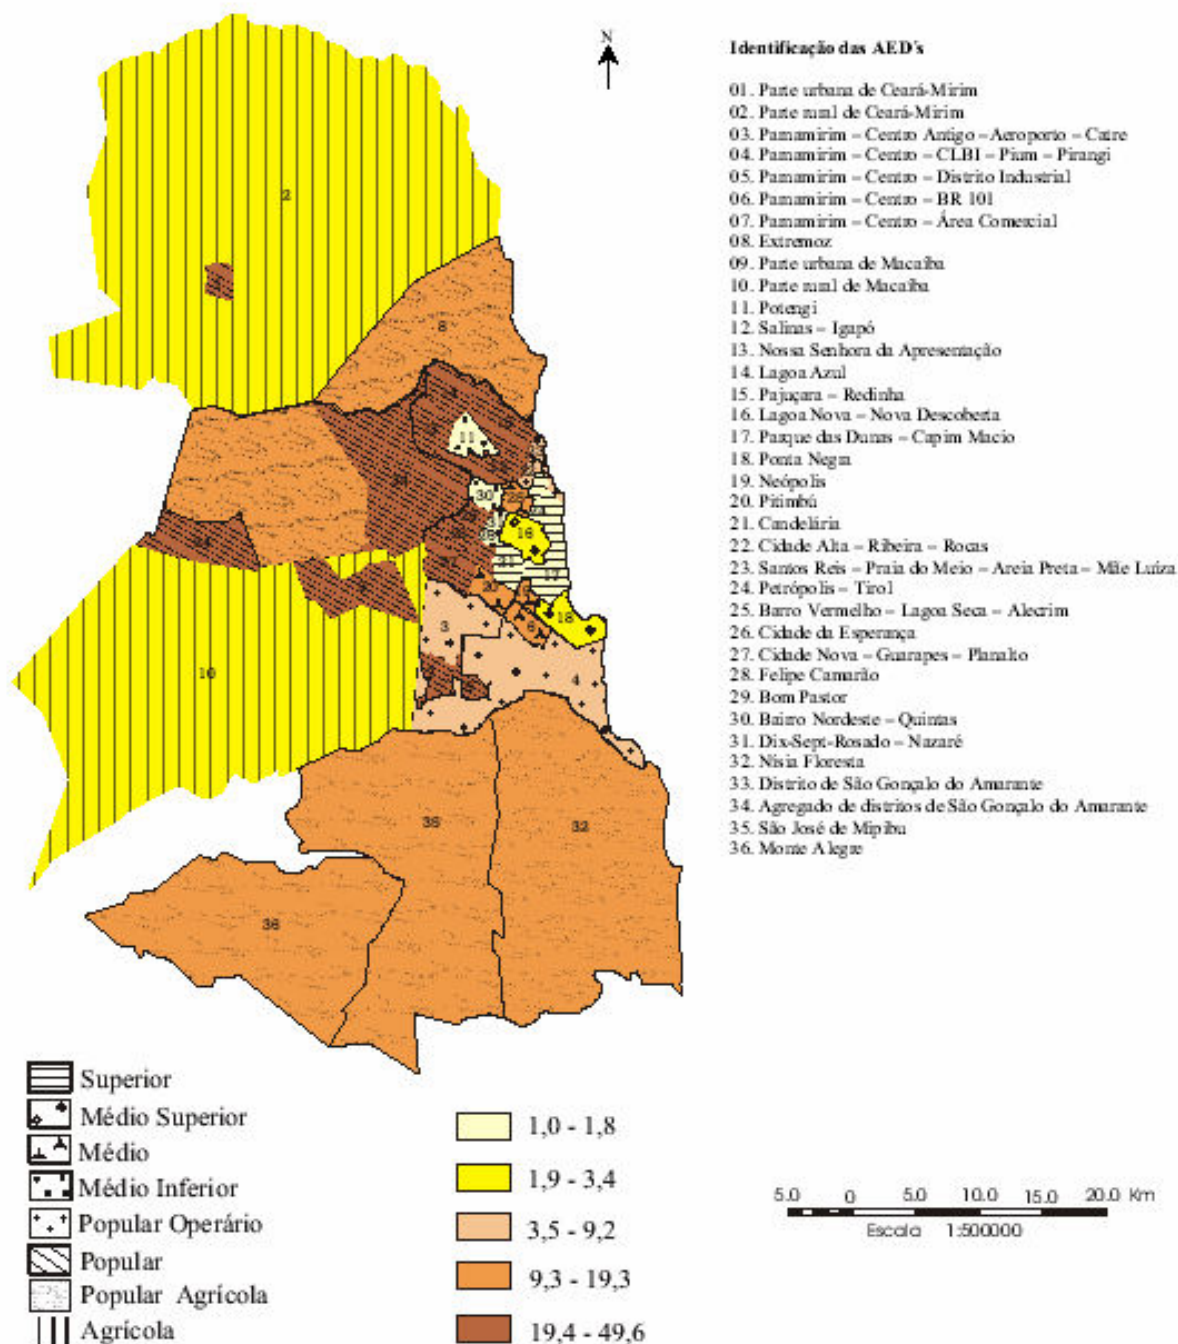 N
Identificação das AED's
01. Parte urbana de Ceará-Mirim
02. Parte rural de Ceará-Mirim
03. Parnamirim – Centro Antigo – Aeroporto – Catre
04. Parnamirim – Centro – CLBI – Pium – Pirangi
05. Parnamirim – Centro – Distrito Industrial
06. Parnamirim – Centro – BR 101
07. Parnamirim – Centro – Área Comercial
08. Extremoz
09. Parte urbana de Macaíba
10. Parte rural de Macaíba
11. Potengi
12. Salinas – Igapó
13. Nossa Senhora da Apresentação
14. Lagoa Azul
15. Pajuçara – Redinha
16. Lagoa Nova – Nova Descoberta
17. Parque das Dunas – Capim Macio
18. Ponta Negra
19. Neópolis
20. Pitimbú
21. Candelária
22. Cidade Alta – Ribeira – Rocas
23. Santos Reis – Praia do Meio – Areia Preta – Mãe Luíza
24. Petrópolis – Tirol
25. Barro Vermelho – Lagoa Seca – Alecrim
26. Cidade da Esperança
27. Cidade Nova – Guarapes – Planalto
28. Felipe Camarão
29. Bom Pastor
30. Bairro Nordeste – Quintas
31. Dix-Sept-Rosado – Nazaré
32. Nísia Floresta
33. Distrito de São Gonçalo do Amarante
34. Agregado de distritos de São Gonçalo do Amarante
35. São José de Mipibu
36. Monte Alegre
2
8
11
30
16
18
3
6
4
10
35
32
36
Superior
Médio Superior
Médio
Médio Inferior
Popular Operário
Popular
Popular Agrícola
Agrícola
1,0 - 1,8
1,9 - 3,4
3,5 - 9,2
9,3 - 19,3
19,4 - 49,6
5.0 0 5.0 10.0 15.0 20.0 Km
Escala 1:500000